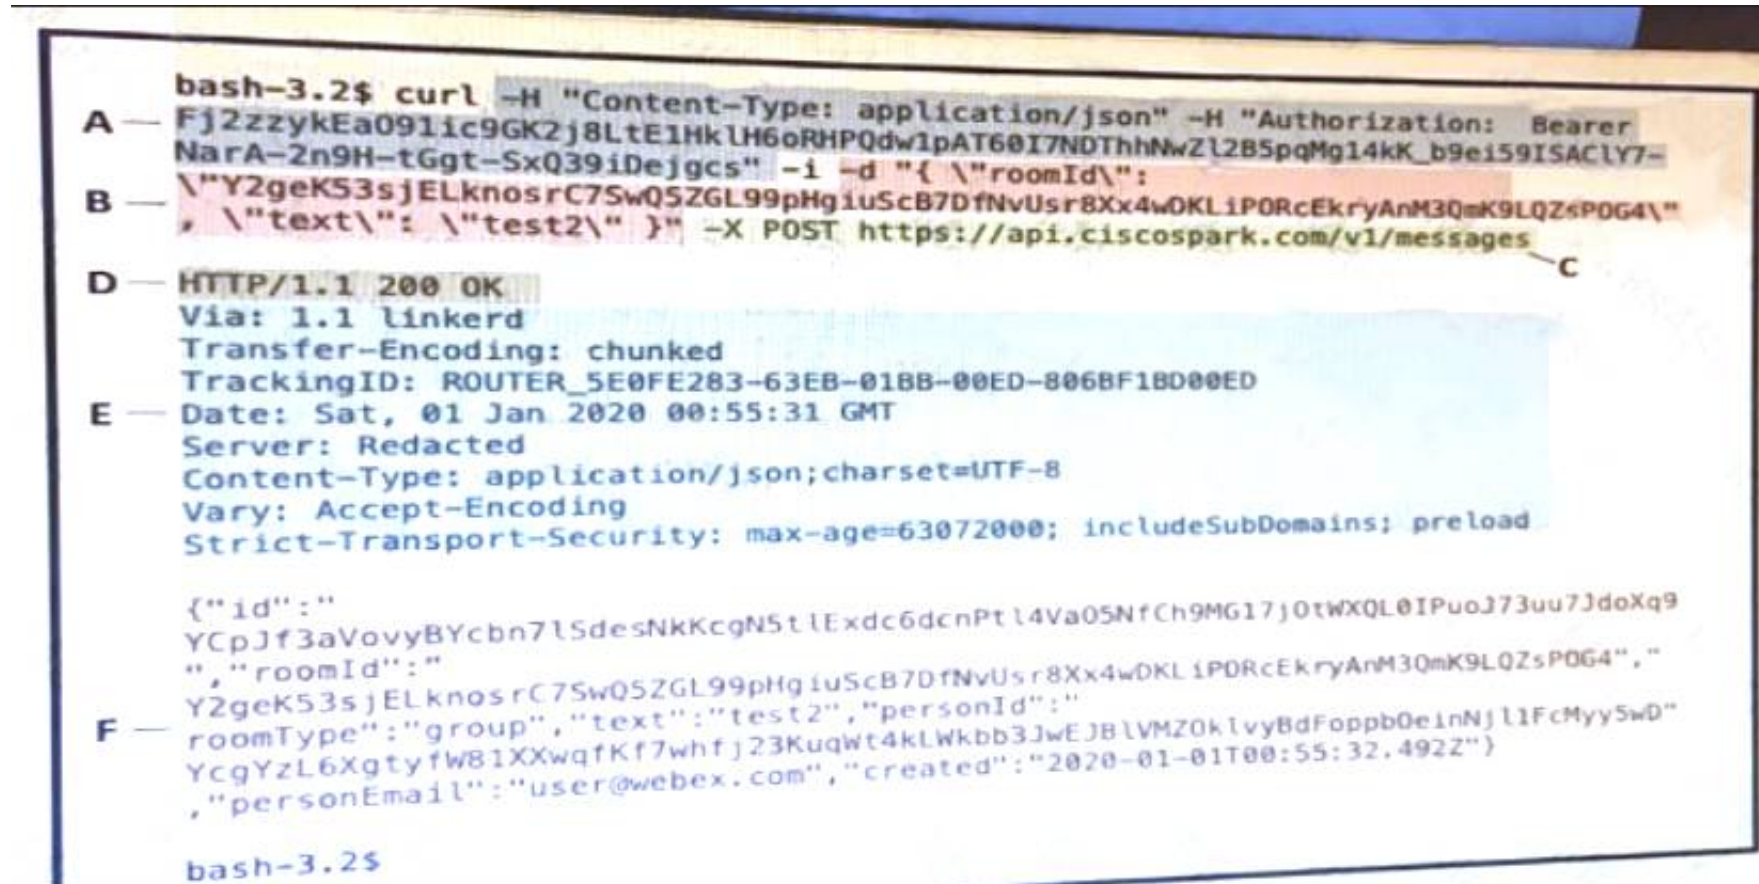 bash-3.2$ curl -H "Content-Type: application/json" -H "Authorization: Bearer
A
Fj2zzykEa091ic9GK2j8LtE1HklH6oRHPQdw1pAT60I7NDThhNwZl2B5pqMg14kK_b9ei59ISAClY7-
NarA-2n9H-tGgt-SxQ39iDejgcs" -i -d "{ \"roomId\":
B
\"Y2geK53sjELknosrC7SwQ5ZGL99pHgiuScB7DfNvUsr8Xx4wDKLiPORcEkryAnM3QmK9LQZsPOG4\"
, \"text\": \"test2\" }" -X POST https://api.ciscospark.com/v1/messages
C
D
HTTP/1.1 200 OK
Via: 1.1 linkerd
Transfer-Encoding: chunked
TrackingID: ROUTER_5E0FE283-63EB-01BB-00ED-806BF1BD00ED
E
Date: Sat, 01 Jan 2020 00:55:31 GMT
Server: Redacted
Content-Type: application/json;charset=UTF-8
Vary: Accept-Encoding
Strict-Transport-Security: max-age=63072000; includeSubDomains; preload
{"id":"
YCpJf3aVovyBYcbn7lSdesNkKcgN5tlExdc6dcnPtl4VaO5NfCh9MG17jOtWXQL0IPuoJ73uu7JdoXq9
","roomId":"
Y2geK53sjELknosrC7SwQ5ZGL99pHgiuScB7DfNvUsr8Xx4wDKLiPORcEkryAnM3QmK9LQZsPOG4","
F
roomType":"group","text":"test2","personId":"
YcgYzL6XgtyfW81XXwqfKf7whfj23KuqWt4kLWkbb3JwEJBlVMZOklvyBdFoppbOeinNjl1FcMyy5wD"
,"personEmail":"user@webex.com","created":"2020-01-01T00:55:32.492Z"}
bash-3.2$